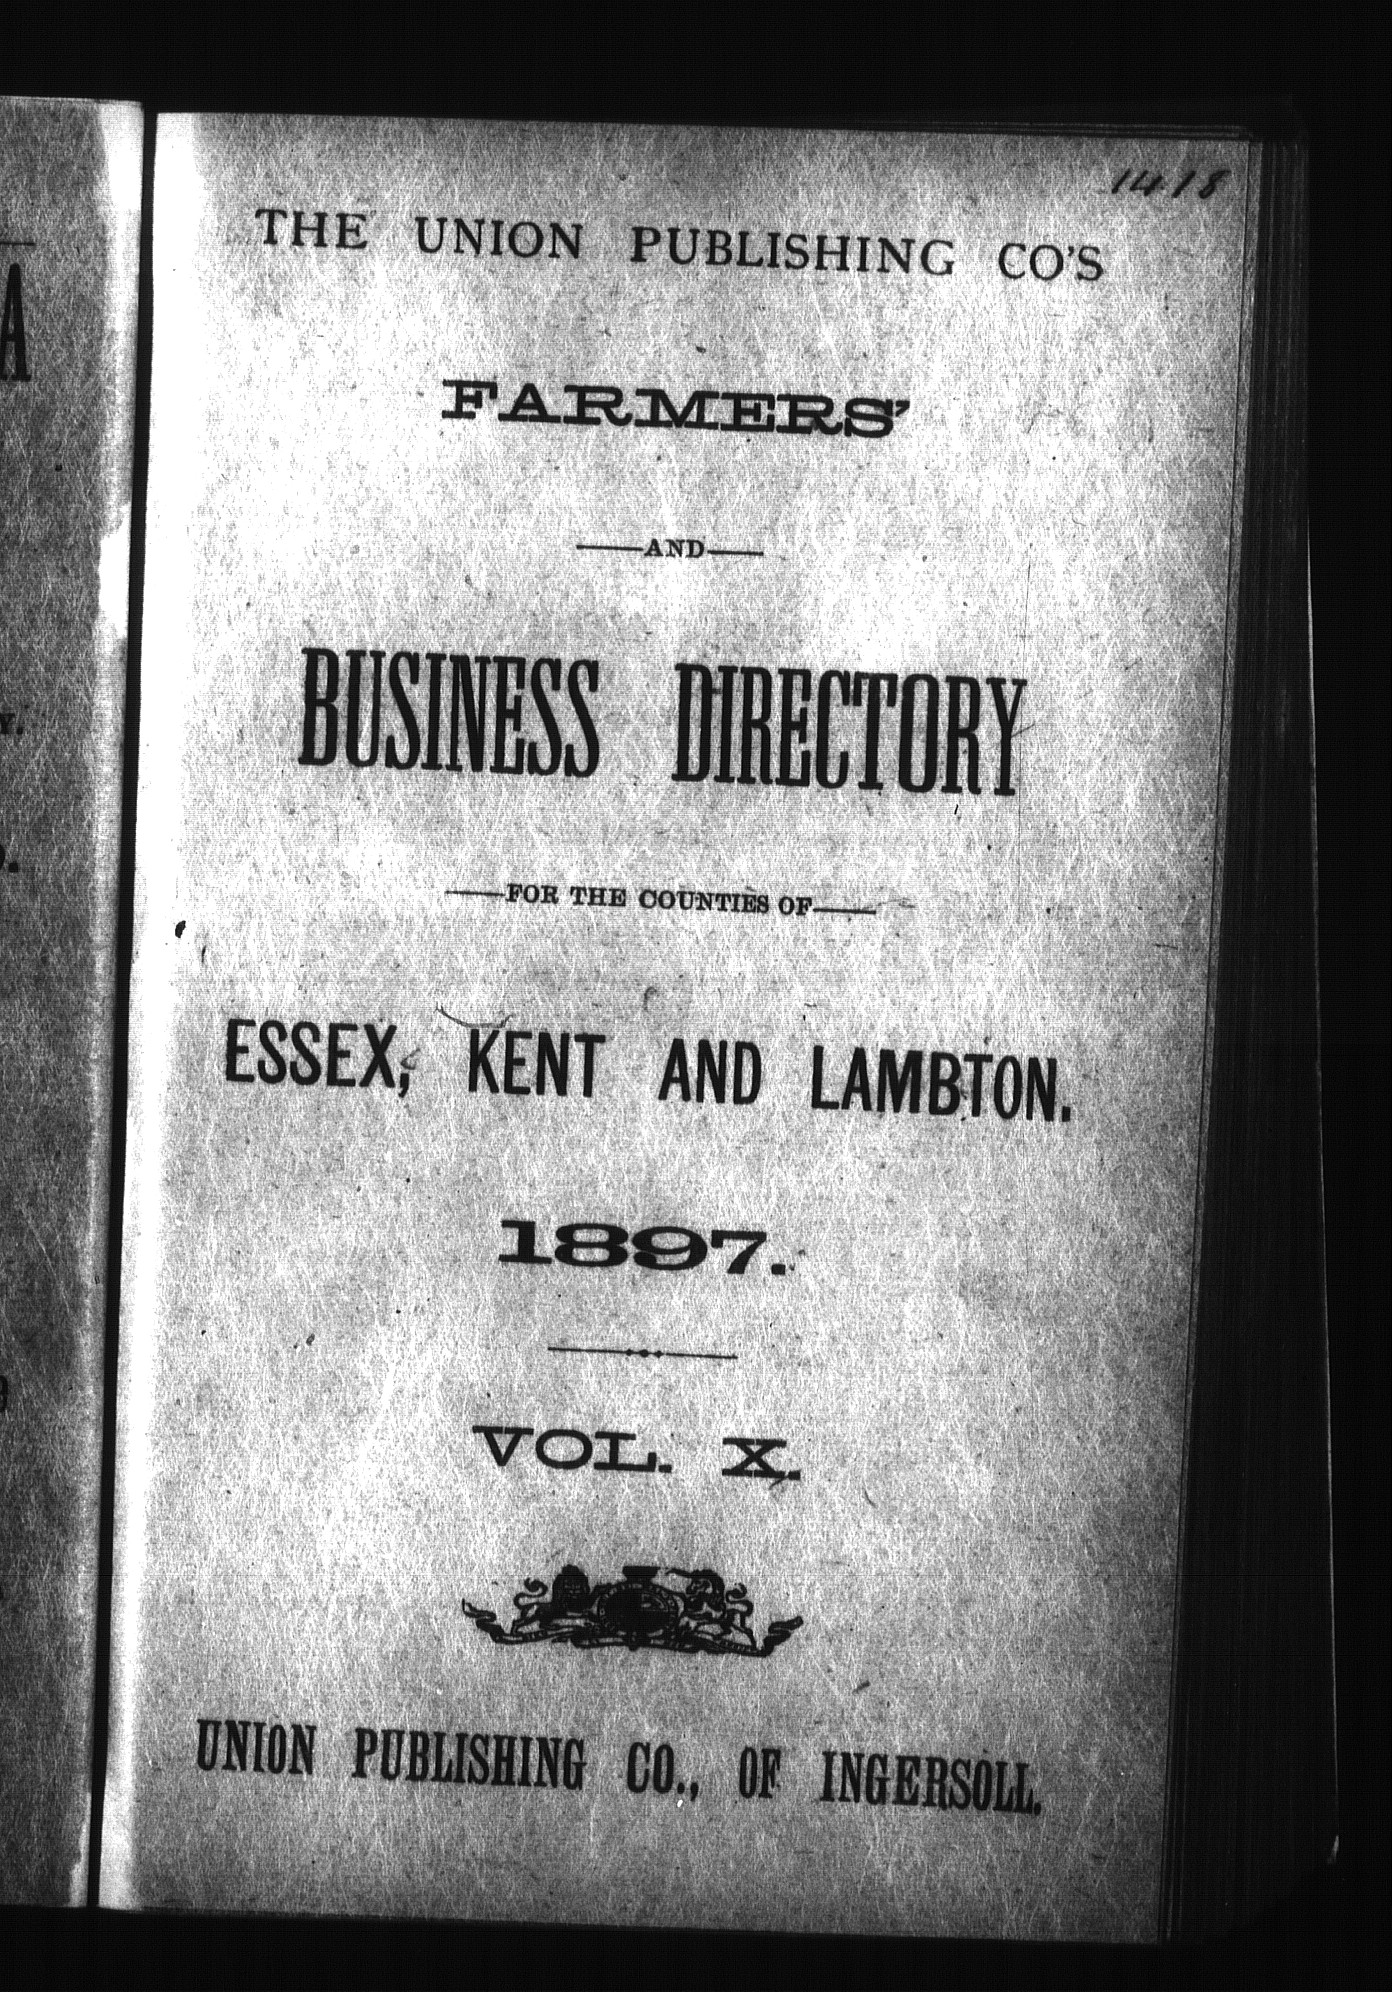 1418
THE UNION PUBLISHING CO'S
FARMERS'
AND
BUSINESS DIRECTORY
FOR THE COUNTIES OF
ESSEX, KENT AND LAMBTON.
1897.
VOL. X.
UNION PUBLISHING CO., OF INGERSOLL.